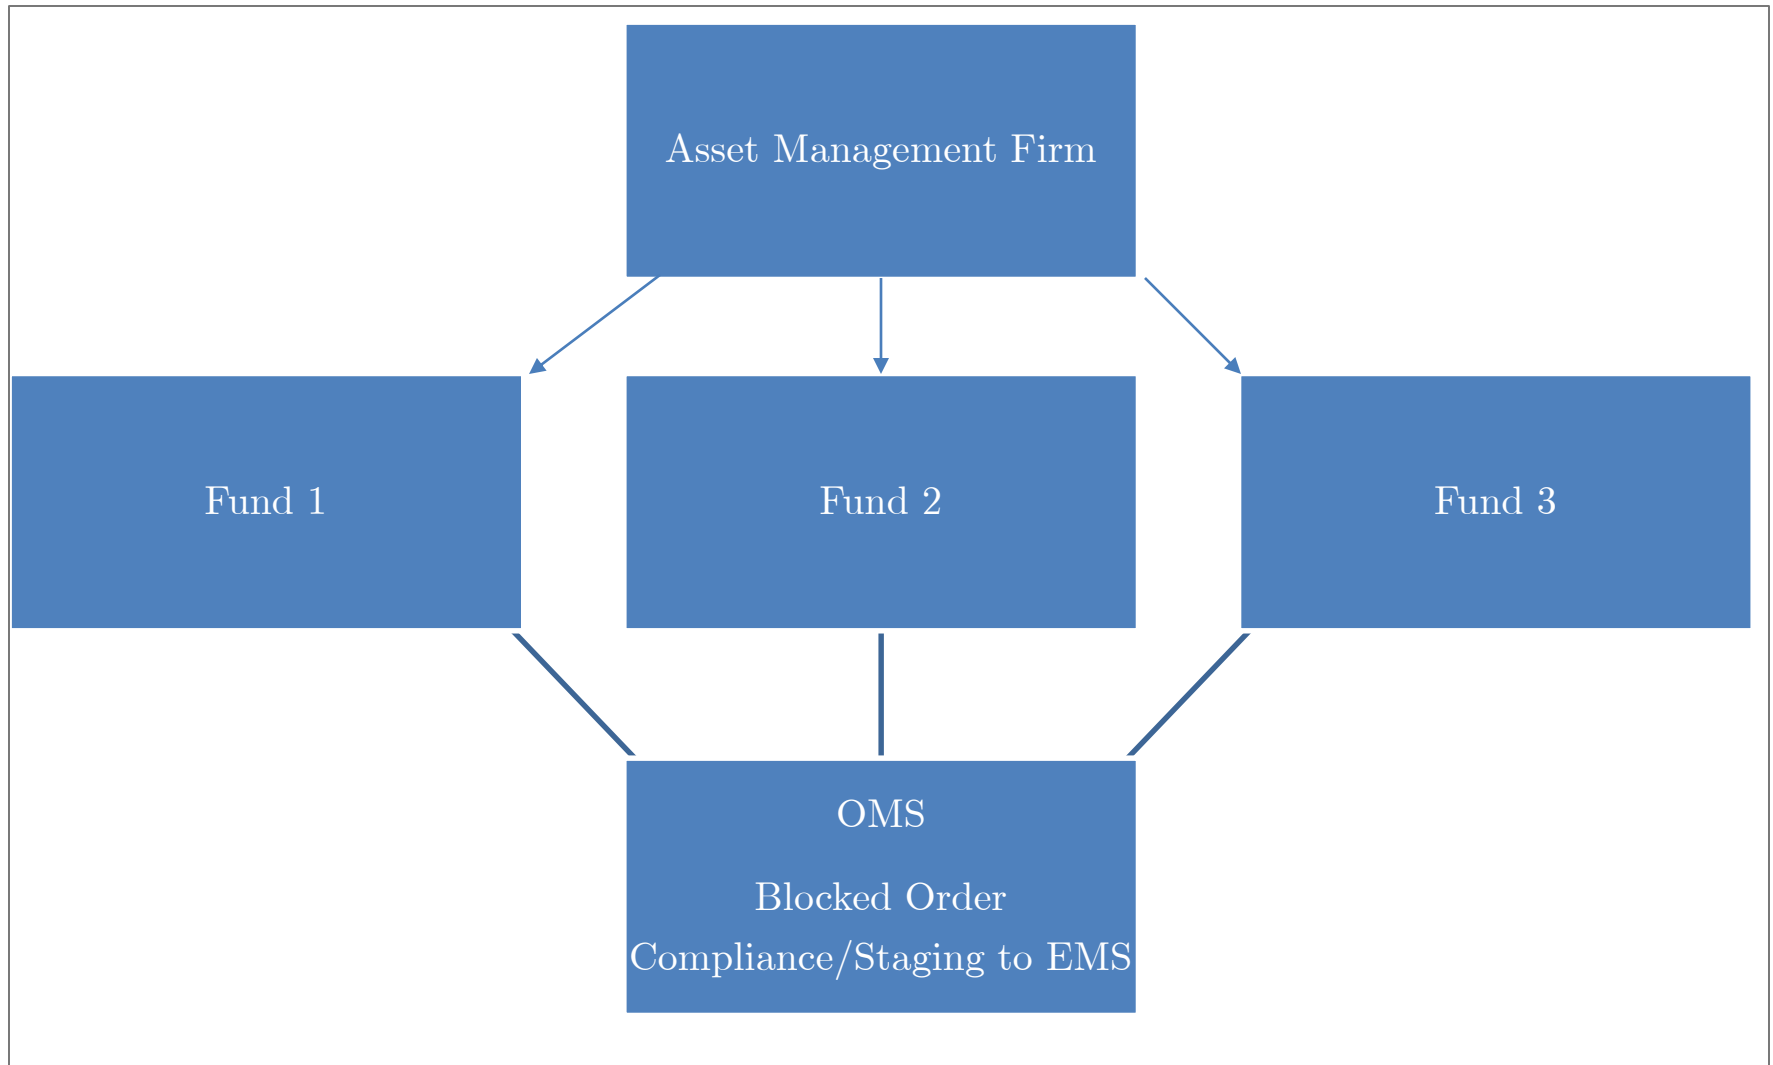 Asset Management Firm
Fund 1
Fund 2
Fund 3
OMS
Blocked Order
Compliance/Staging to EMS